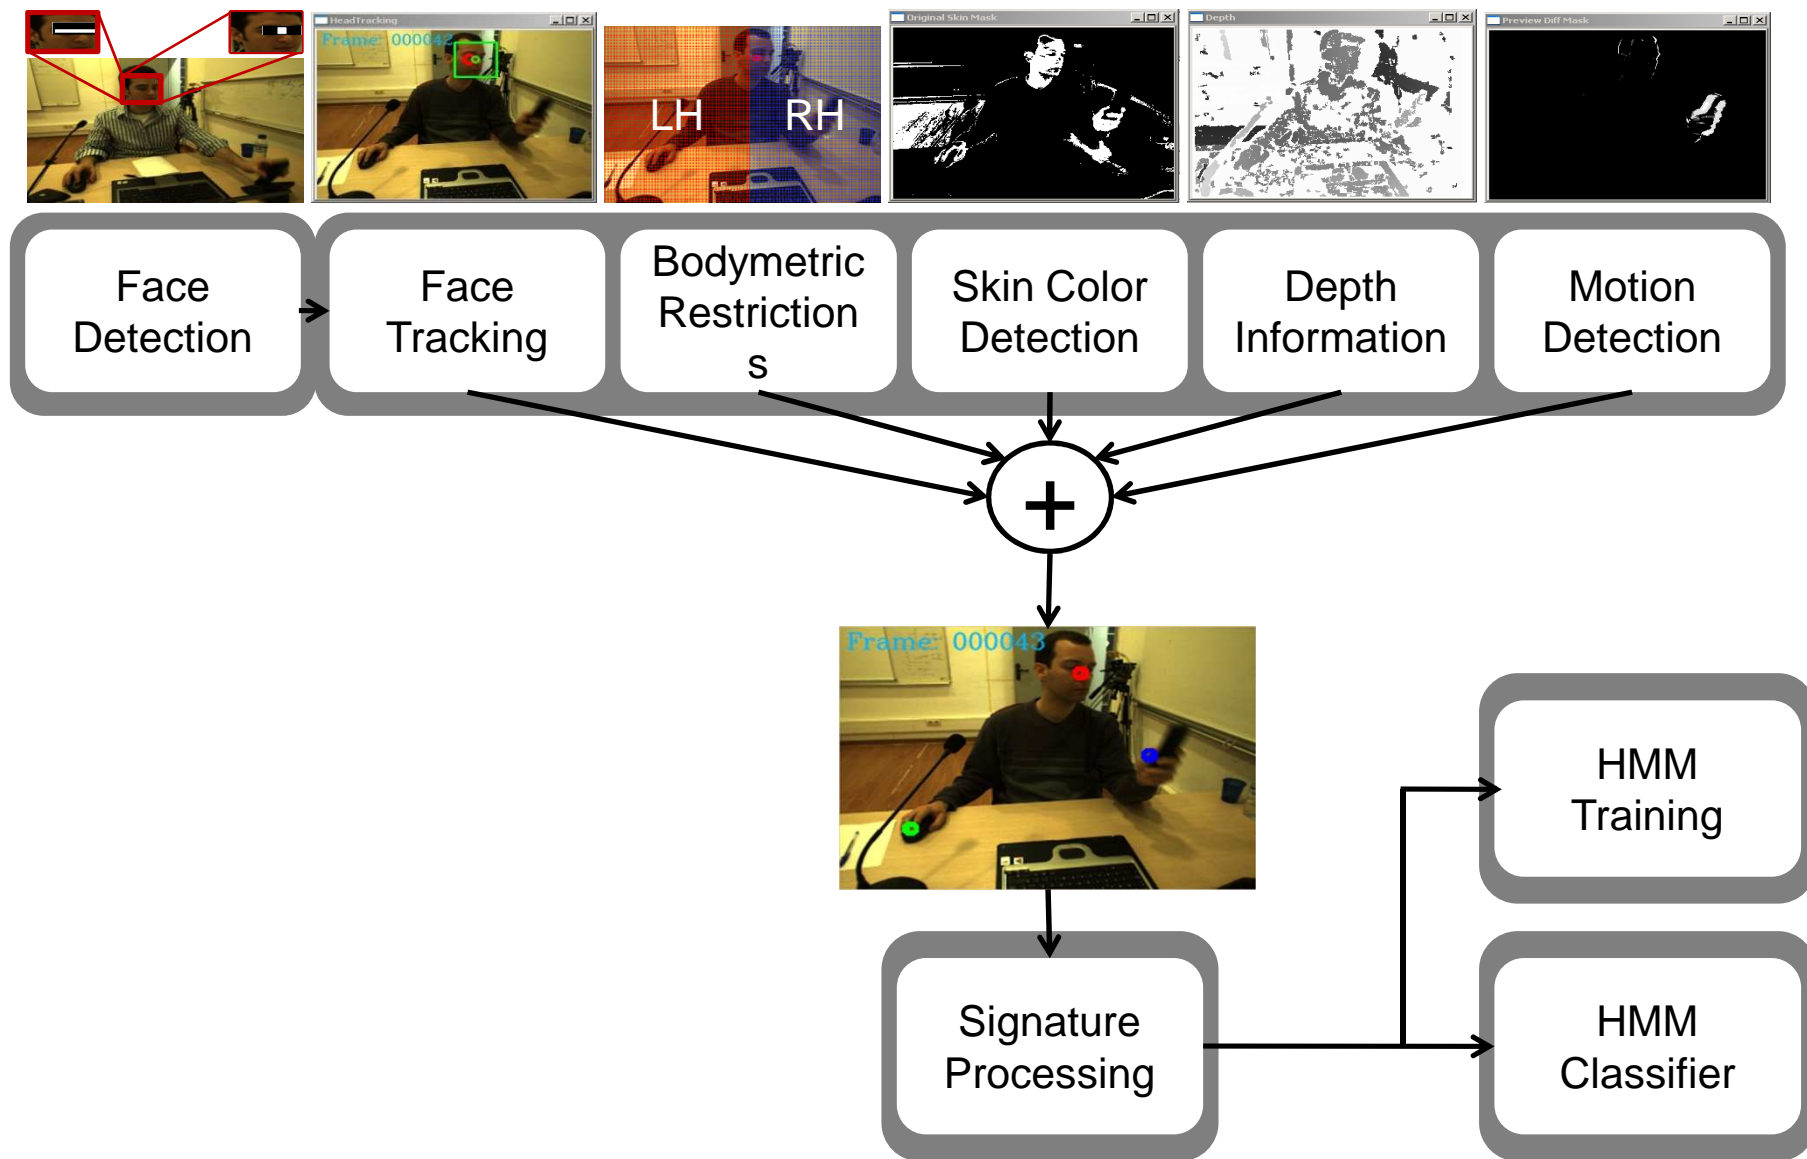 HeadTracking
Frame: 000042
Original Skin Mask
Depth
Preview Diff Mask
LH
RH
Face
Detection
Face
Tracking
Bodymetric
Restriction
s
Skin Color
Detection
Depth
Information
Motion
Detection
+
Frame: 000043
HMM
Training
Signature
Processing
HMM
Classifier